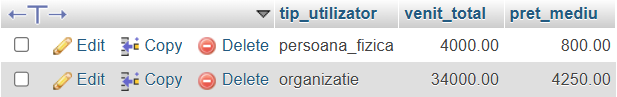 ←T→ tip_utilizator venit_total pret_mediu
Edit Copy Delete persoana_fizica 4000.00 800.00
Edit Copy Delete organizatie 34000.00 4250.00